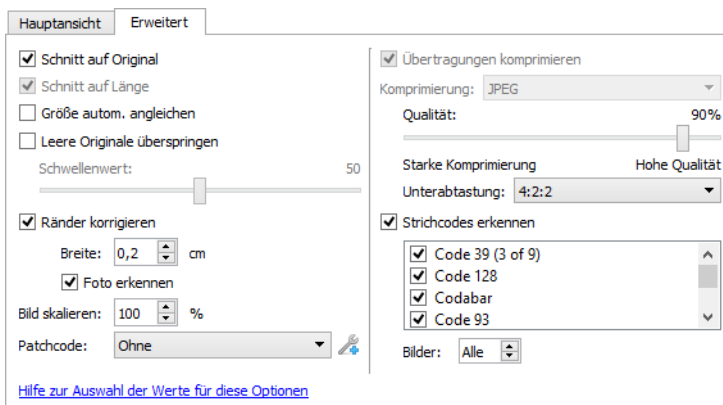 Hauptansicht
Erweitert
Schnitt auf Original
Schnitt auf Länge
Größe autom. angleichen
Leere Originale überspringen
Schwellenwert: 50
Ränder korrigieren
Breite: 0,2 cm
Foto erkennen
Bild skalieren: 100 %
Patchcode: Ohne
Hilfe zur Auswahl der Werte für diese Optionen
Übertragungen komprimieren
Komprimierung: JPEG
Qualität: 90%
Starke Komprimierung Hohe Qualität
Unterabtastung: 4:2:2
Strichcodes erkennen
Code 39 (3 of 9)
Code 128
Codabar
Code 93
Bilder: Alle